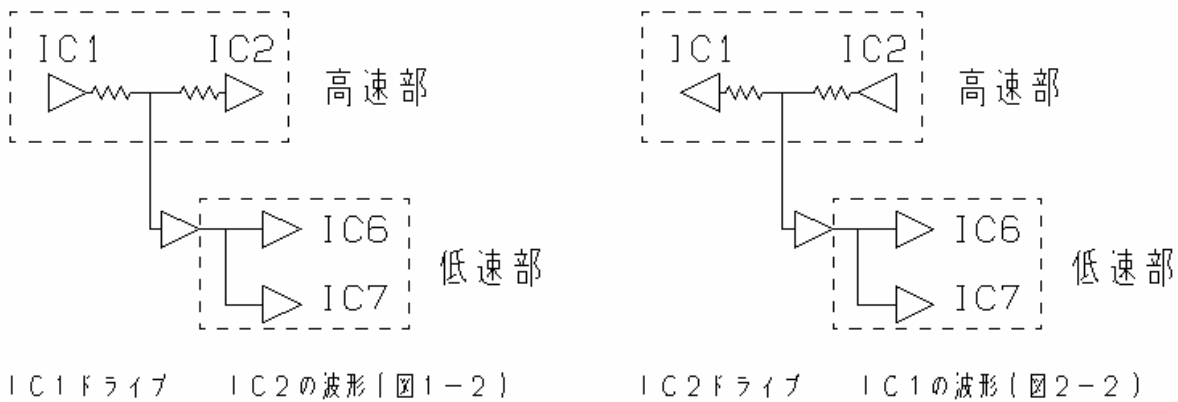 IC1 IC2
高速部
IC6
IC7
低速部
IC1ドライブ IC2の波形(図1-2)
IC1 IC2
高速部
IC6
IC7
低速部
IC2ドライブ IC1の波形(図2-2)